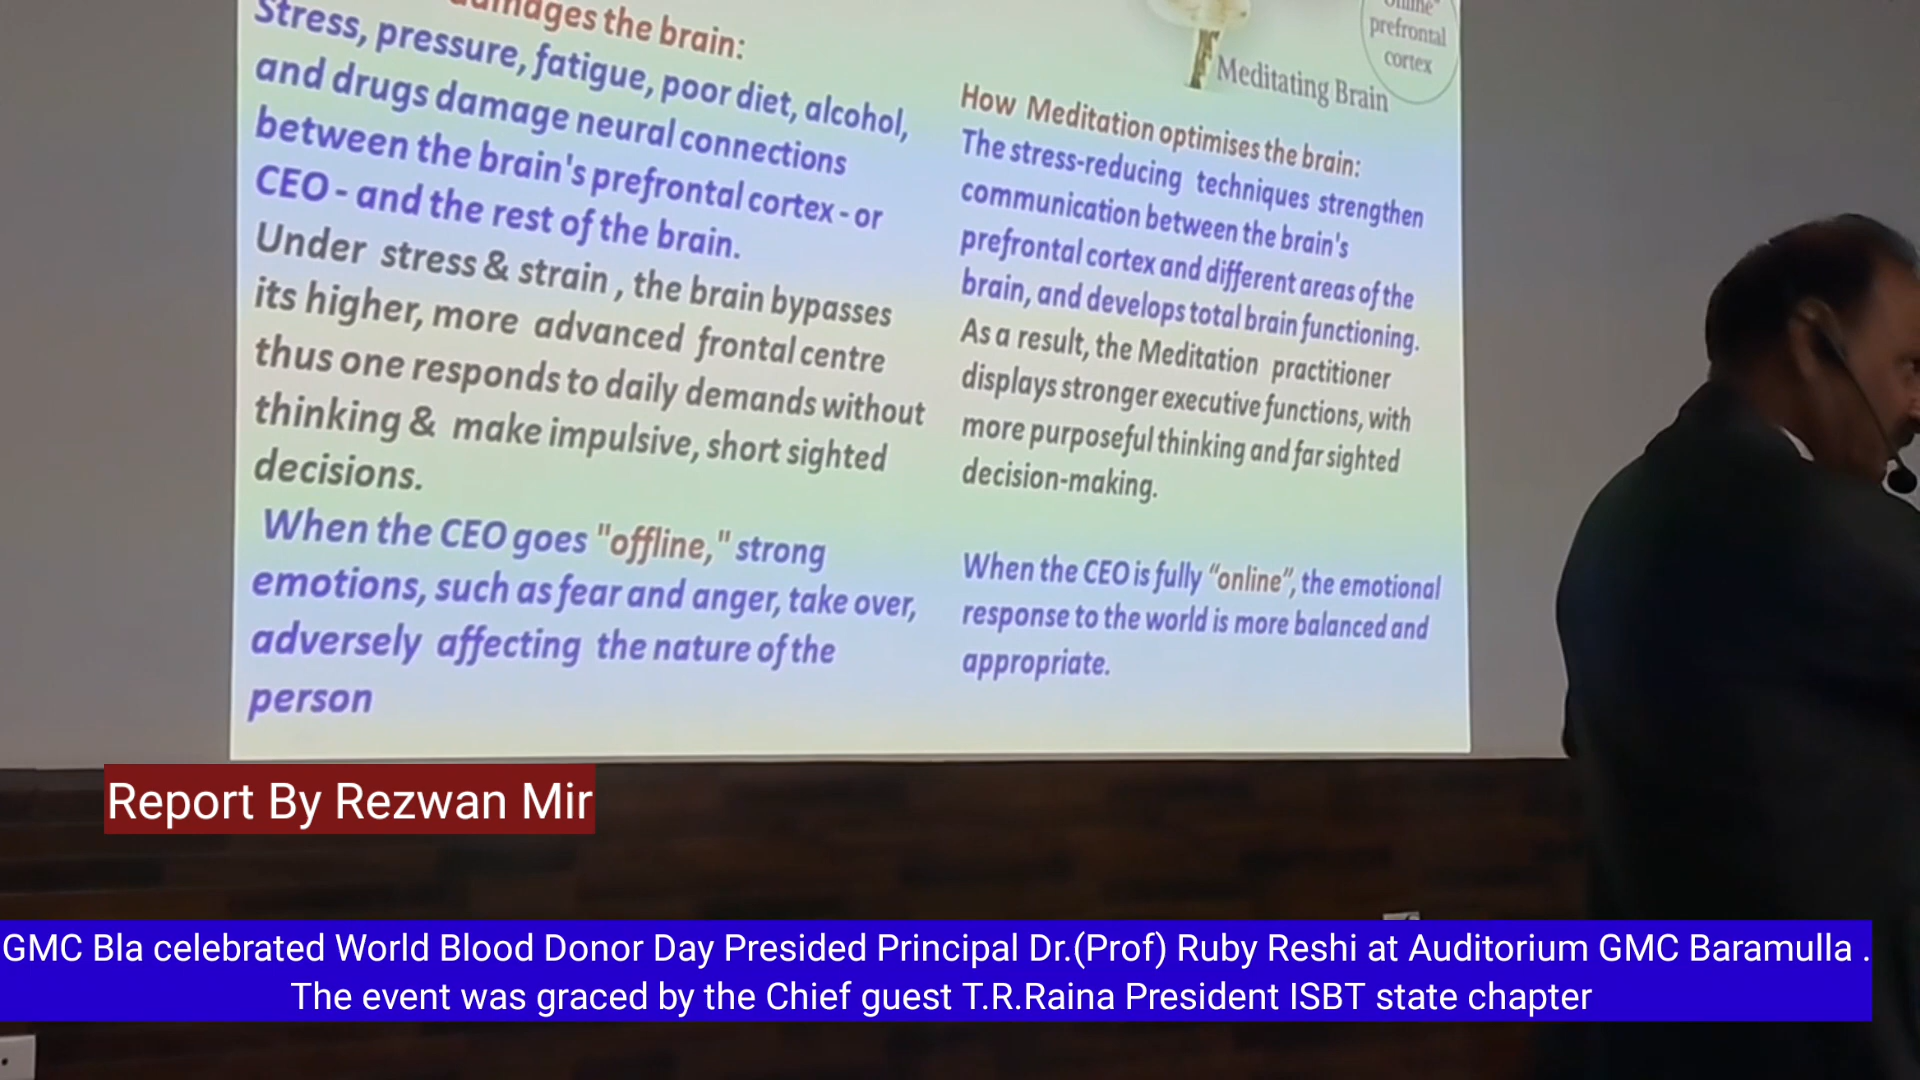 damages the brain:
Stress, pressure, fatigue, poor diet, alcohol,
and drugs damage neural connections
between the brain's prefrontal cortex - or
CEO - and the rest of the brain.
Under stress & strain , the brain bypasses
its higher, more advanced frontal centre
thus one responds to daily demands without
thinking & make impulsive, short sighted
decisions.
When the CEO goes "offline," strong
emotions, such as fear and anger, take over,
adversely affecting the nature of the
person
"online"
prefrontal
cortex
Meditating Brain
How Meditation optimises the brain:
The stress-reducing techniques strengthen
communication between the brain's
prefrontal cortex and different areas of the
brain, and develops total brain functioning.
As a result, the Meditation practitioner
displays stronger executive functions, with
more purposeful thinking and far sighted
decision-making.
When the CEO is fully “online”, the emotional
response to the world is more balanced and
appropriate.
Report By Rezwan Mir
GMC Bla celebrated World Blood Donor Day Presided Principal Dr.(Prof) Ruby Reshi at Auditorium GMC Baramulla .
The event was graced by the Chief guest T.R.Raina President ISBT state chapter